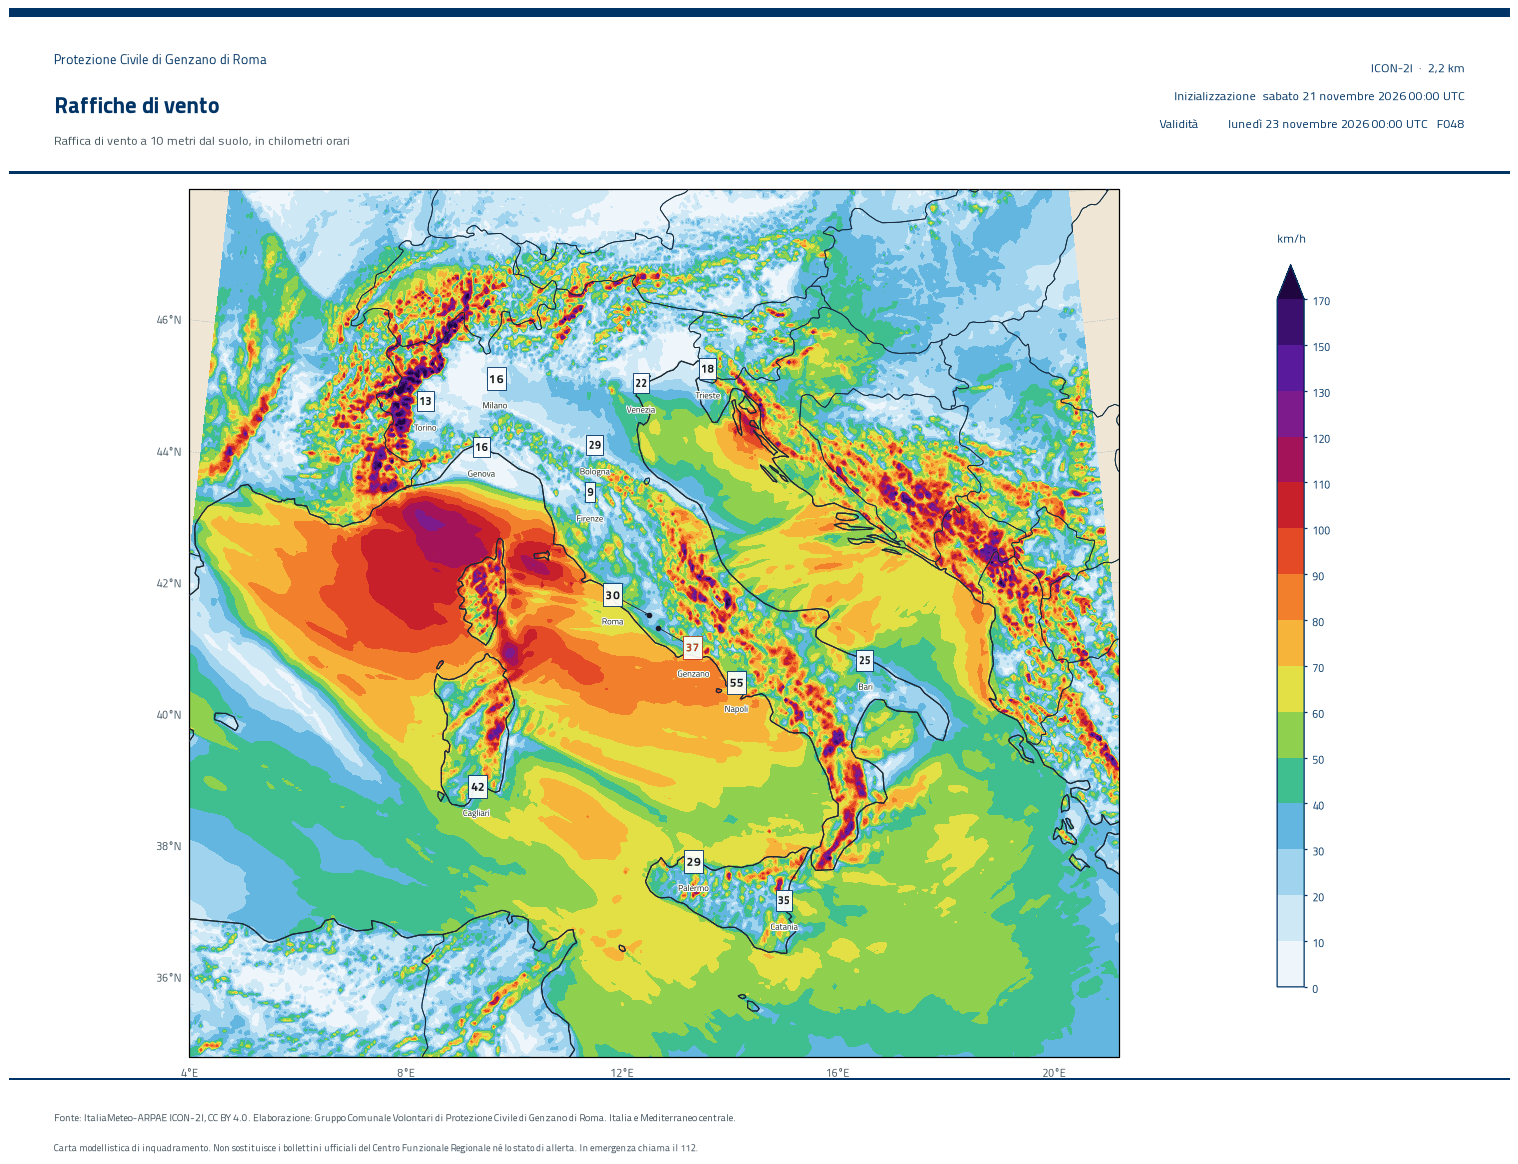 Protezione Civile di Genzano di Roma
Raffiche di vento
Raffica di vento a 10 metri dal suolo, in chilometri orari
ICON-2I · 2,2 km
Inizializzazione sabato 21 novembre 2026 00:00 UTC
Validità lunedì 23 novembre 2026 00:00 UTC F048
km/h
170
150
130
120
110
100
90
80
70
60
50
40
30
20
10
0
46°N
44°N
42°N
40°N
38°N
36°N
4°E
8°E
12°E
16°E
20°E
18
Trieste
22
Venezia
16
Milano
13
Torino
16
Genova
29
Bologna
9
Firenze
30
Roma
37
Genzano
55
Napoli
25
Bari
42
Cagliari
29
Palermo
35
Catania
Fonte: ItaliaMeteo-ARPAE ICON-2I, CC BY 4.0. Elaborazione: Gruppo Comunale Volontari di Protezione Civile di Genzano di Roma. Italia e Mediterraneo centrale.
Carta modellistica di inquadramento. Non sostituisce i bollettini ufficiali del Centro Funzionale Regionale né lo stato di allerta. In emergenza chiama il 112.